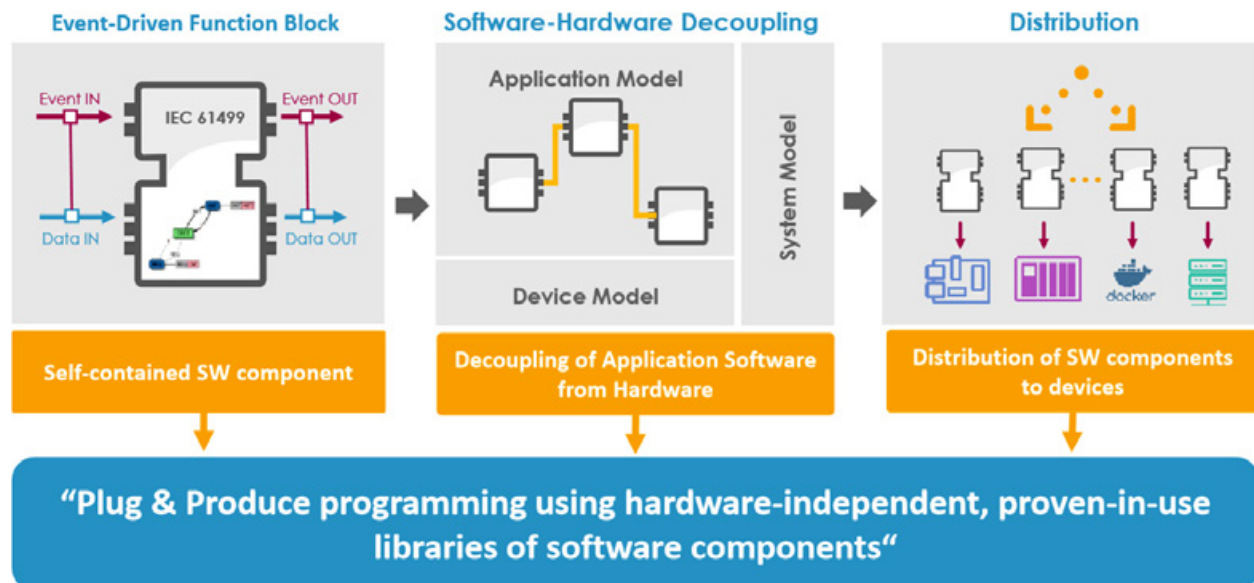 Event-Driven Function Block
Event IN
Event OUT
IEC 61499
Data IN
Data OUT
Self-contained SW component
Software-Hardware Decoupling
Application Model
Device Model
System Model
Decoupling of Application Software
from Hardware
Distribution
docker
Distribution of SW components
to devices
“Plug & Produce programming using hardware-independent, proven-in-use
libraries of software components“